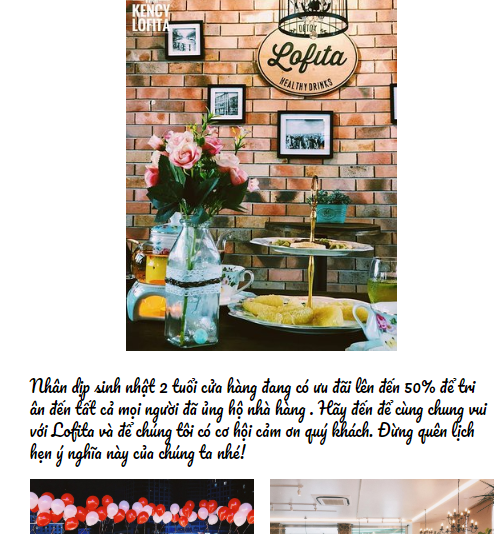 KENCY
LOFITA
DETOX
Lofita
HEALTHY DRINKS
Nhân dịp sinh nhật 2 tuổi cửa hàng đang có ưu đãi lên đến 50% để tri
ân đến tất cả mọi người đã ủng hộ nhà hàng . Hãy đến để cùng chung vui
với Lofita và để chúng tôi có cơ hội cảm ơn quý khách. Đừng quên lịch
hẹn ý nghĩa này của chúng ta nhé!